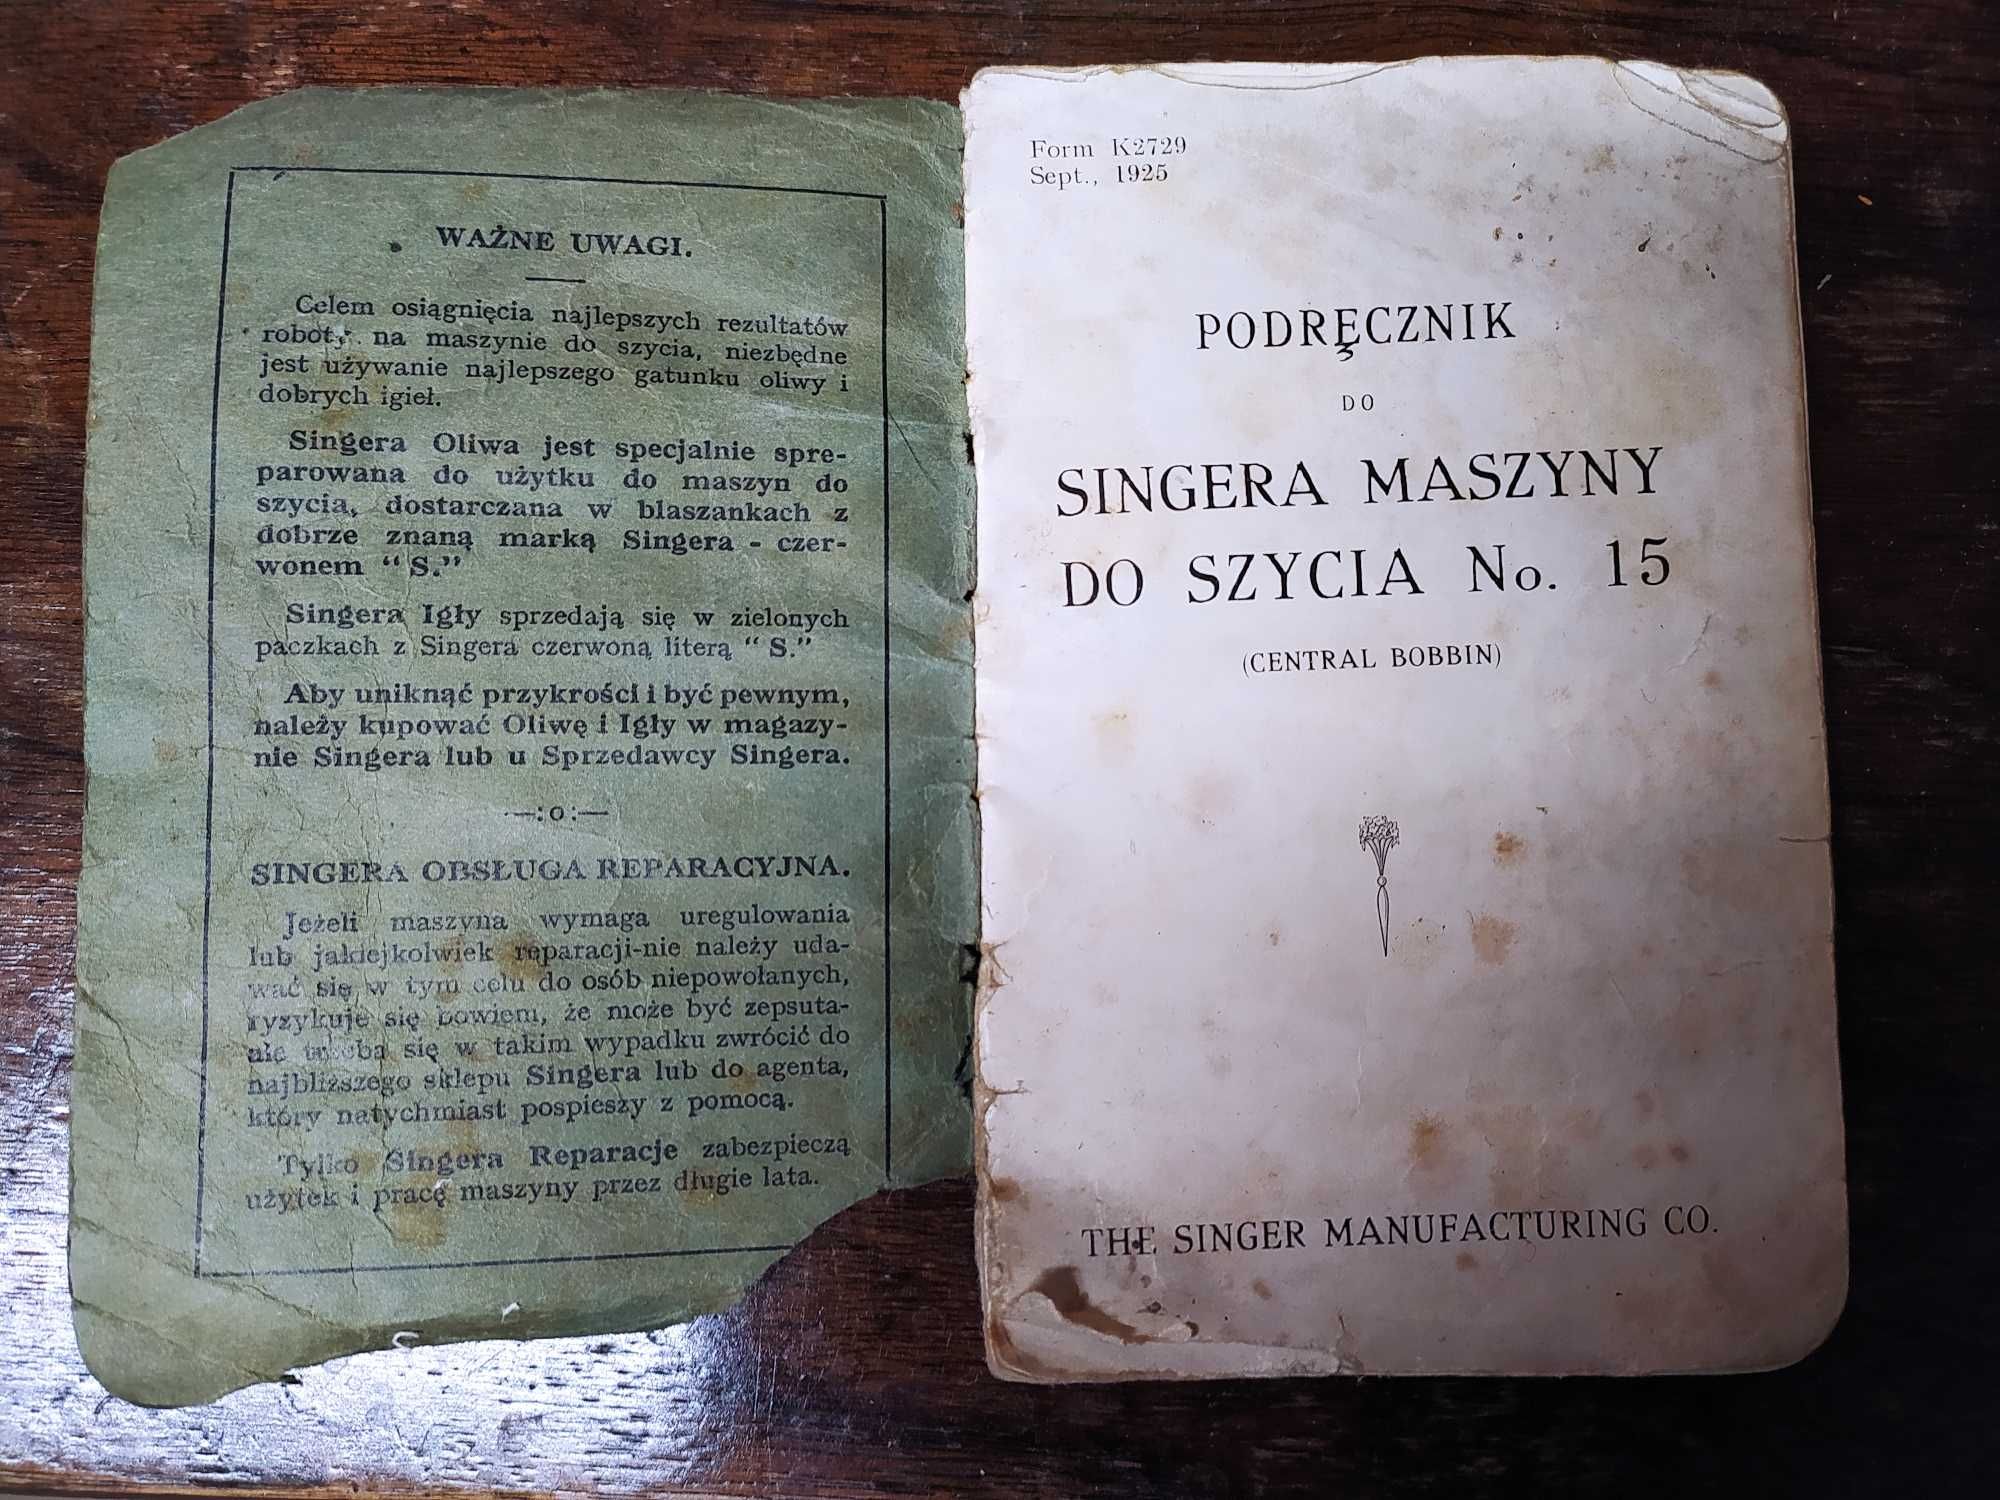 WAŻNE UWAGI.
Celem osiągnięcia najlepszych rezultatów
roboty na maszynie do szycia, niezbędne
jest używanie najlepszego gatunku oliwy i
dobrych igieł.
Singera Oliwa jest specjalnie spre-
parowana do użytku do maszyn do
szycia, dostarczana w blaszankach z
dobrze znaną marką Singera - czer-
wonem “ S.”
Singera Igły sprzedają się w zielonych
paczkach z Singera czerwoną literą “ S.”
Aby uniknąć przykrości i być pewnym,
należy kupować Oliwę i Igły w magazy-
nie Singera lub u Sprzedawcy Singera.
—:o:—
SINGERA OBSŁUGA REPARACYJNA.
Jeżeli maszyna wymaga uregulowania
lub jakiejkolwiek reparacji-nie należy uda-
wać się w tym celu do osób niepowołanych,
ryzykuje się bowiem, że może być zepsuta-
ale trzeba się w takim wypadku zwrócić do
najbliższego sklepu Singera lub do agenta,
który natychmiast pospieszy z pomocą.
Tylko Singera Reparacje zabezpieczą
użytek i pracę maszyny przez długie lata.
Form K2729
Sept., 1925
PODRĘCZNIK
DO
SINGERA MASZYNY
DO SZYCIA No. 15
(CENTRAL BOBBIN)
THE SINGER MANUFACTURING CO.